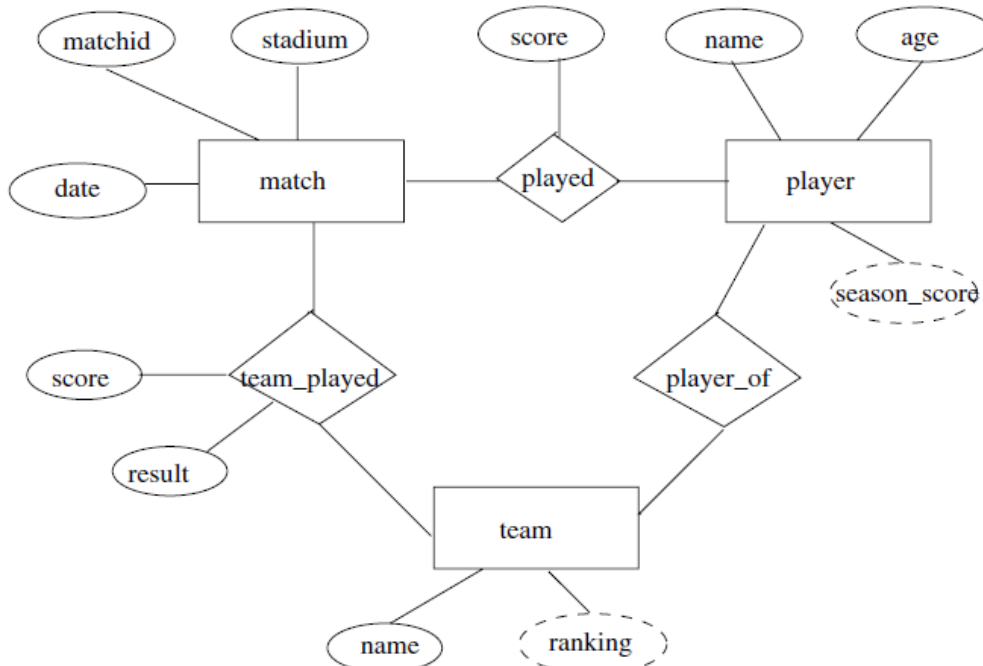 matchid
stadium
score
name
age
date
match
played
player
season_score
score
team_played
player_of
result
team
name
ranking